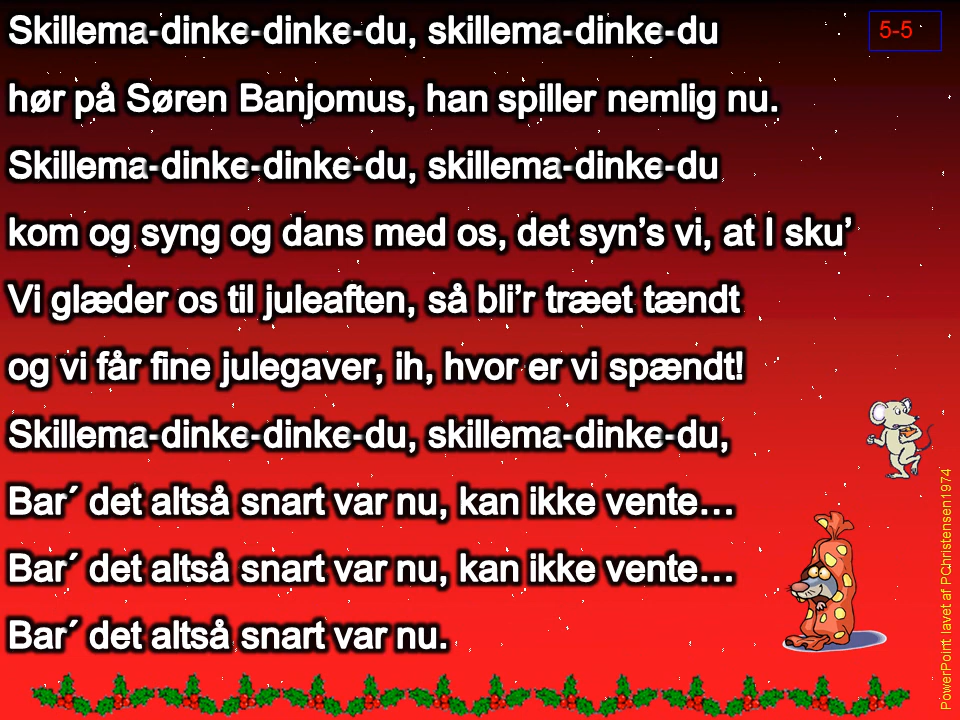 Skillema-dinke-dinke-du, skillema-dinke-du
hør på Søren Banjomus, han spiller nemlig nu.
Skillema-dinke-dinke-du, skillema-dinke-du
kom og syng og dans med os, det syn’s vi, at I sku’
Vi glæder os til juleaften, så bli’r træet tændt
og vi får fine julegaver, ih, hvor er vi spændt!
Skillema-dinke-dinke-du, skillema-dinke-du,
Bar´ det altså snart var nu, kan ikke vente…
Bar´ det altså snart var nu, kan ikke vente…
Bar´ det altså snart var nu.
5-5
PowerPoint lavet af PChristensen1974